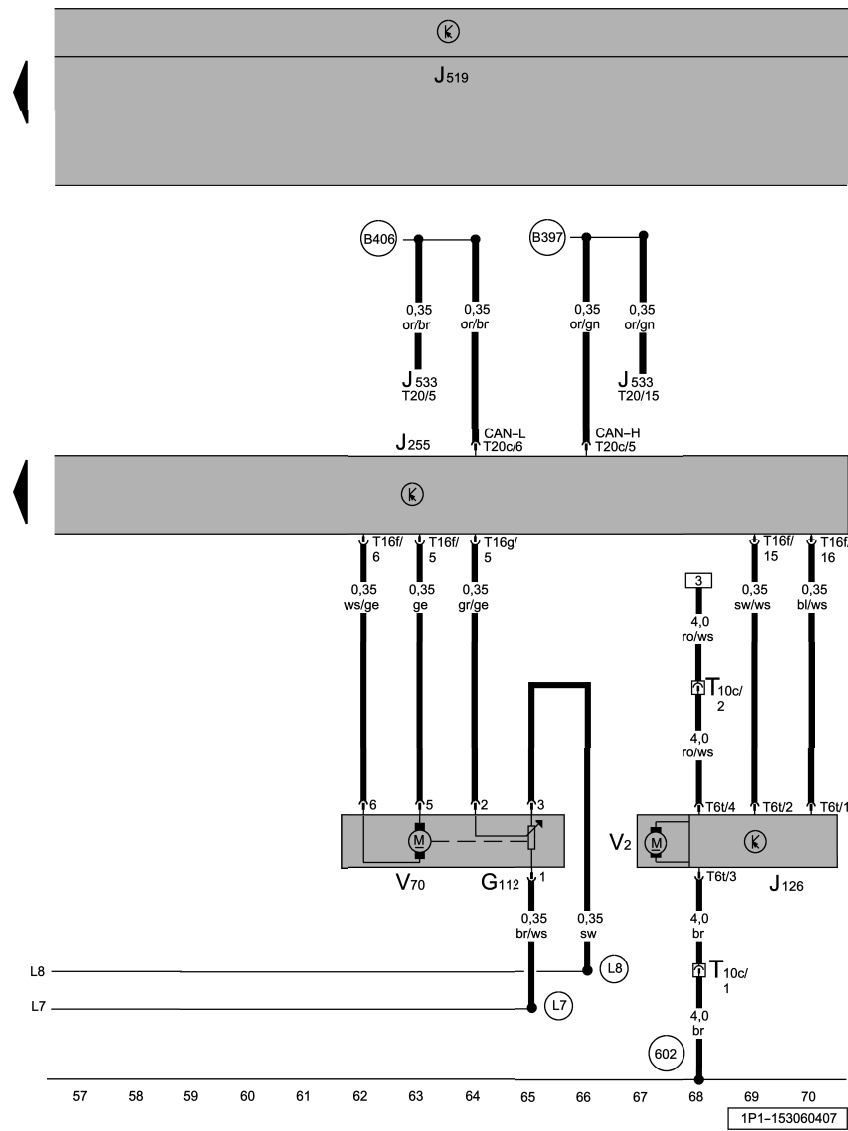 J519
B406
B397
0,35
or/br
0,35
or/br
0,35
or/gn
0,35
or/gn
J533
T20/5
J533
T20/15
J255
CAN-L
T20c/6
CAN-H
T20c/5
T16f/
6
T16f/
5
T16g/
5
T16f/
15
T16f/
16
0,35
ws/ge
0,35
ge
0,35
gr/ge
3
0,35
sw/ws
0,35
bl/ws
4,0
ro/ws
T10c/
2
4,0
ro/ws
6
5
2
3
T6t/4
T6t/2
T6t/1
M
V2
M
V70
G112
1
T6t/3
J126
0,35
br/ws
0,35
sw
4,0
br
L8
L8
T10c/
1
L7
L7
4,0
br
602
57 58 59 60 61 62 63 64 65 66 67 68 69 70
1P1-153060407